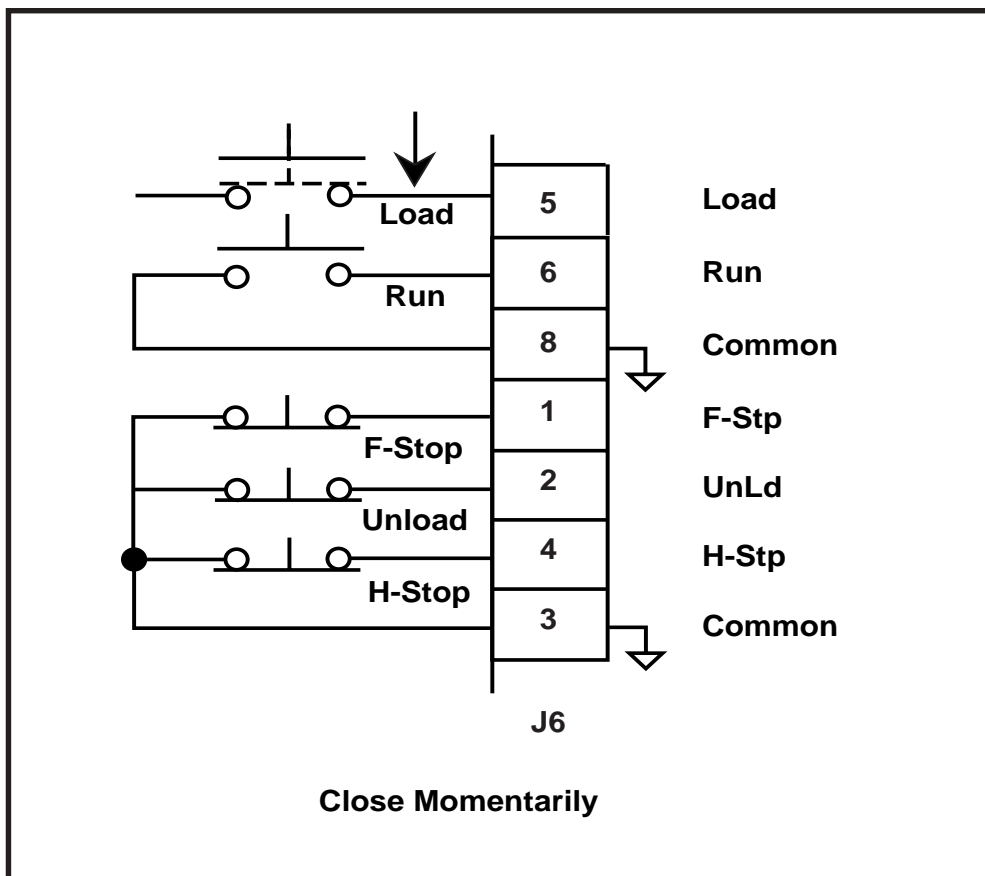 5 Load
Load
6 Run
Run
8 Common
1 F-Stp
F-Stop
2 UnLd
Unload
4 H-Stp
H-Stop
3 Common
J6
Close Momentarily